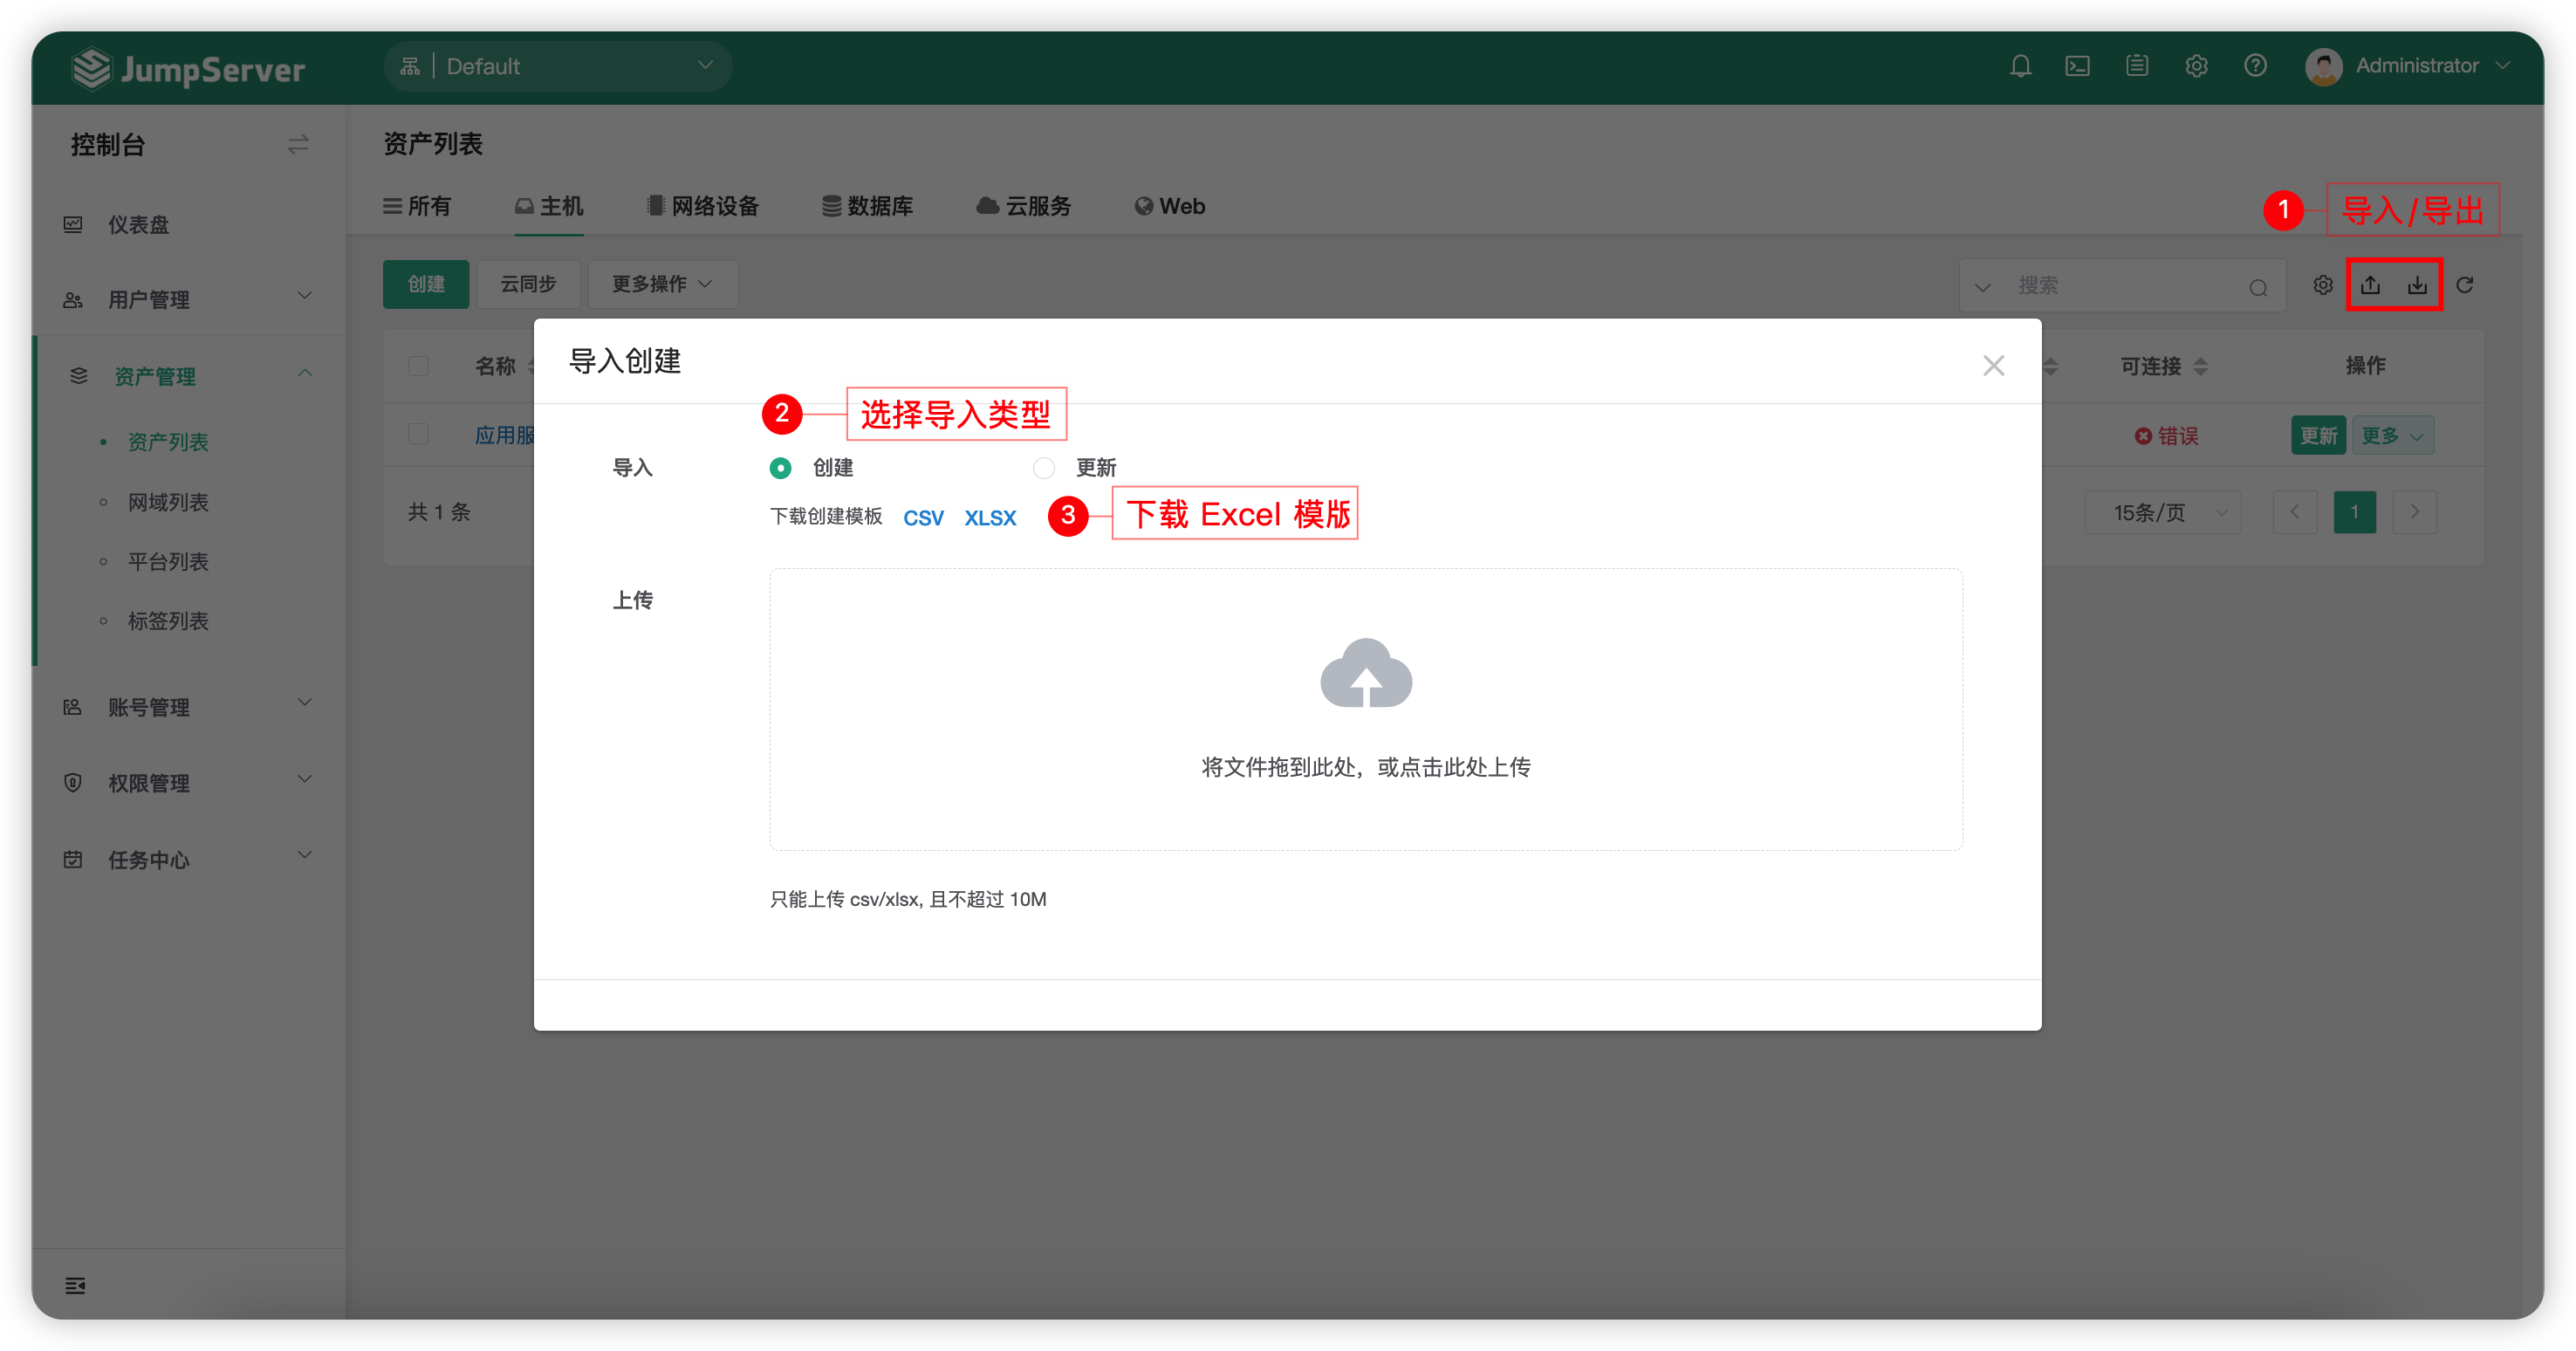 JumpServer
Default
Administrator
控制台
资产列表
仪表盘
所有 主机 网络设备 数据库 云服务 Web
1 导入/导出
用户管理
创建 云同步 更多操作 搜索
资产管理
导入创建
名称 可连接 操作
2 选择导入类型
资产列表
应用服 错误 更新 更多
导入 创建 更新
网域列表
共 1 条
下载创建模板 CSV XLSX 3 下载 Excel 模版
15条/页 1
平台列表
上传
标签列表
账号管理
将文件拖到此处，或点击此处上传
权限管理
任务中心
只能上传 csv/xlsx, 且不超过 10M